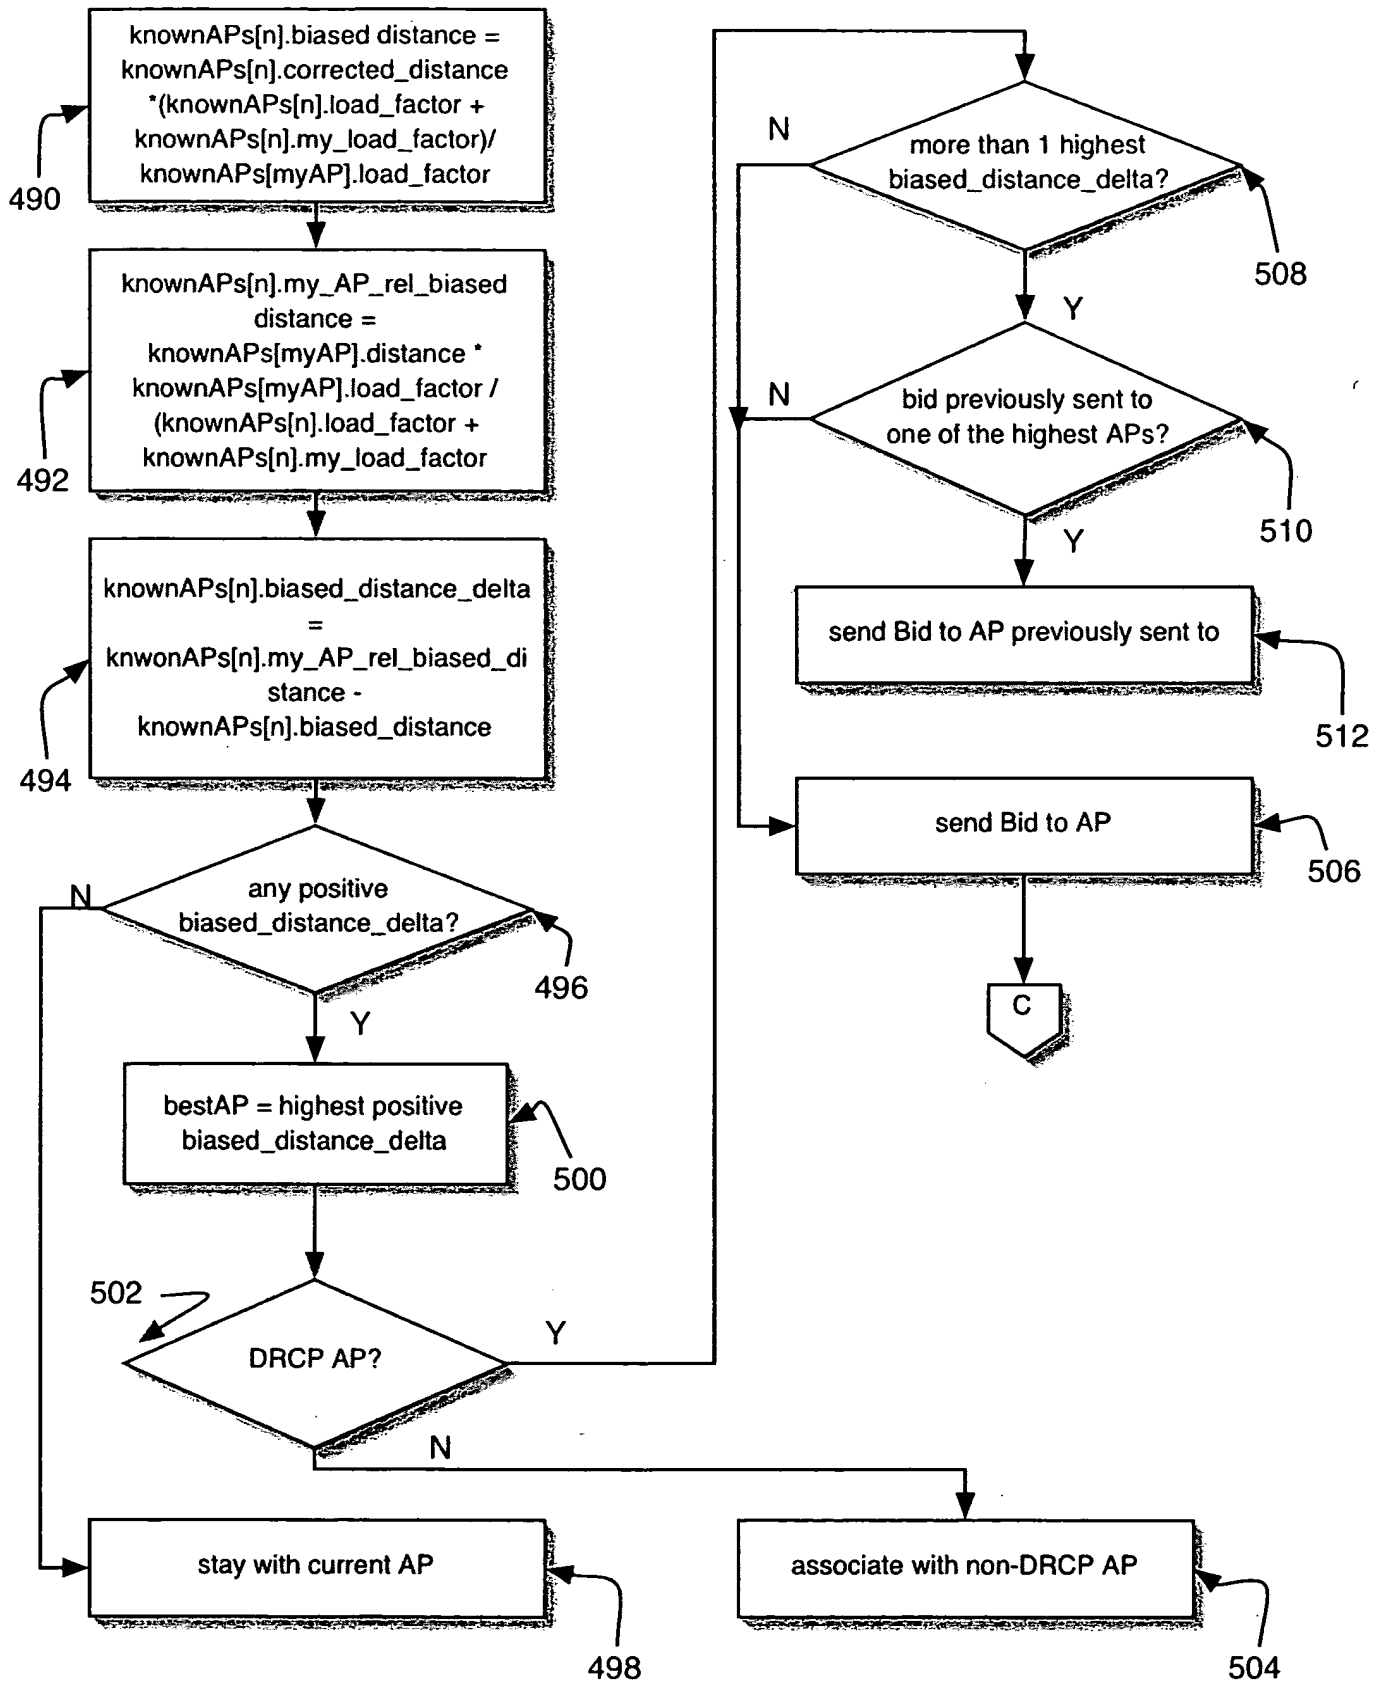 knownAPs[n].biased distance =
knownAPs[n].corrected_distance
*(knownAPs[n].load_factor +
knownAPs[n].my_load_factor)/
knownAPs[myAP].load_factor
490
knownAPs[n].my_AP_rel_biased
distance =
knownAPs[myAP].distance *
knownAPs[myAP].load_factor /
(knownAPs[n].load_factor +
knownAPs[n].my_load_factor
492
knownAPs[n].biased_distance_delta
=
knwonAPs[n].my_AP_rel_biased_di
stance -
knownAPs[n].biased_distance
494
any positive
biased_distance_delta?
N
496
Y
bestAP = highest positive
biased_distance_delta
500
502
DRCP AP?
Y
N
stay with current AP
498
associate with non-DRCP AP
504
more than 1 highest
biased_distance_delta?
N
508
Y
bid previously sent to
one of the highest APs?
N
510
Y
send Bid to AP previously sent to
512
send Bid to AP
506
C